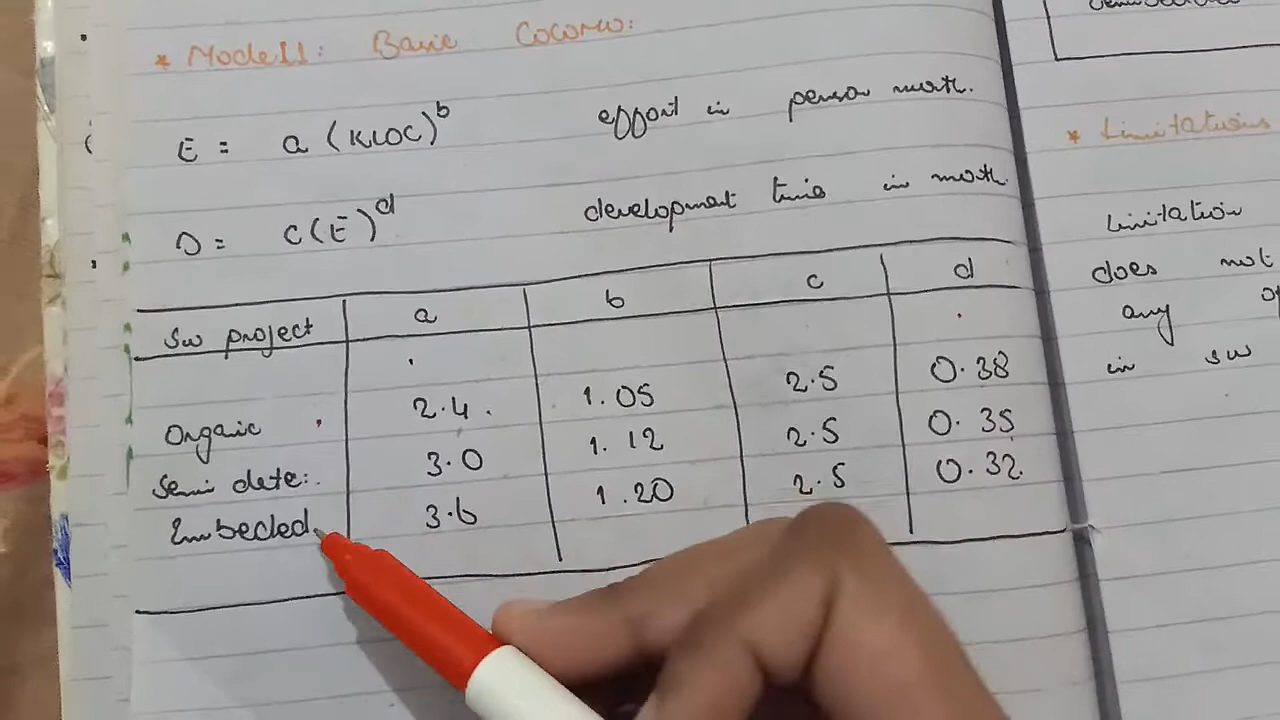 * Model 1: Basic Cocomo:
E = a (KLOC)^b effort in person month.
D = C(E)^d development time in month.
SW project a b c d
Organic 2.4 1.05 2.5 0.38
Semi dete: 3.0 1.12 2.5 0.35
Embeded 3.6 1.20 2.5 0.32
* Limitations
Limitation
does not
any
in SW